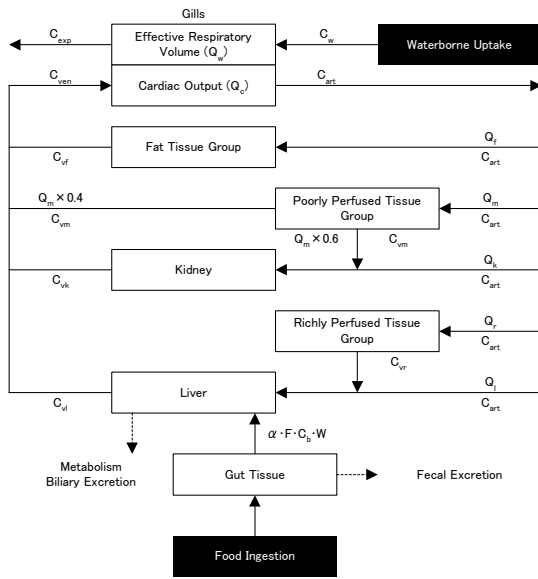 Gills
C_exp
Effective Respiratory
Volume (Q_w)
C_w
Waterborne Uptake
C_ven
Cardiac Output (Q_c)
C_art
Fat Tissue Group
Q_f
C_vf
C_art
Q_m × 0.4
C_vm
Poorly Perfused Tissue
Group
Q_m
C_art
Q_m × 0.6
C_vm
Kidney
Q_k
C_vk
C_art
Richly Perfused Tissue
Group
Q_r
C_art
C_vr
Liver
Q_l
C_vl
C_art
α・F・C_b・W
Metabolism
Biliary Excretion
Gut Tissue
Fecal Excretion
Food Ingestion